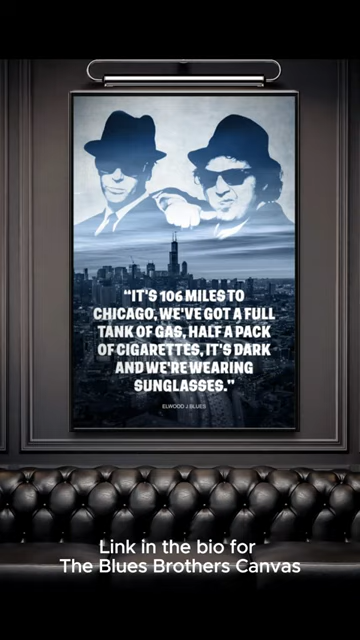 “IT'S 106 MILES TO
CHICAGO, WE'VE GOT A FULL
TANK OF GAS, HALF A PACK
OF CIGARETTES, IT'S DARK
AND WE'RE WEARING
SUNGLASSES.”
ELWOOD J BLUES
Link in the bio for
The Blues Brothers Canvas